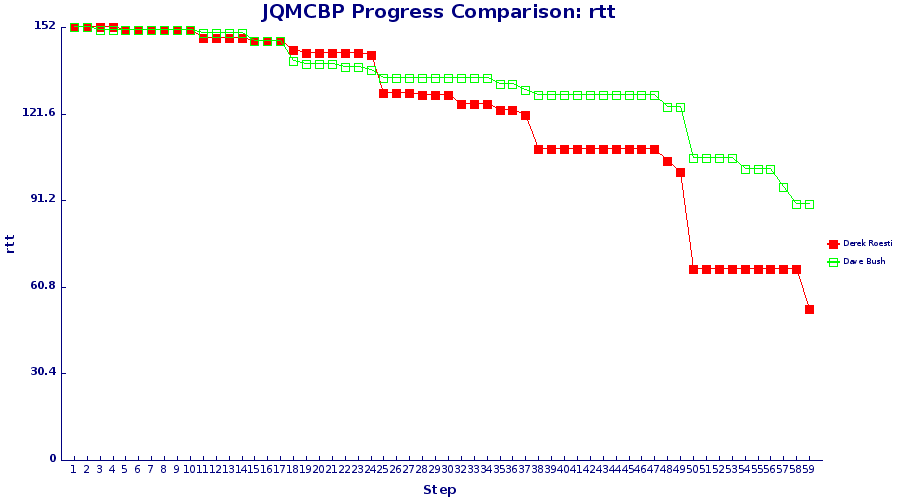 JQMCBP Progress Comparison: rtt
152
121.6
91.2
60.8
30.4
0
rtt
1 2 3 4 5 6 7 8 9 10 11 12 13 14 15 16 17 18 19 20 21 22 23 24 25 26 27 28 29 30 31 32 33 34 35 36 37 38 39 40 41 42 43 44 45 46 47 48 49 50 51 52 53 54 55 56 57 58 59
Step
Derek Roesti
Dave Bush